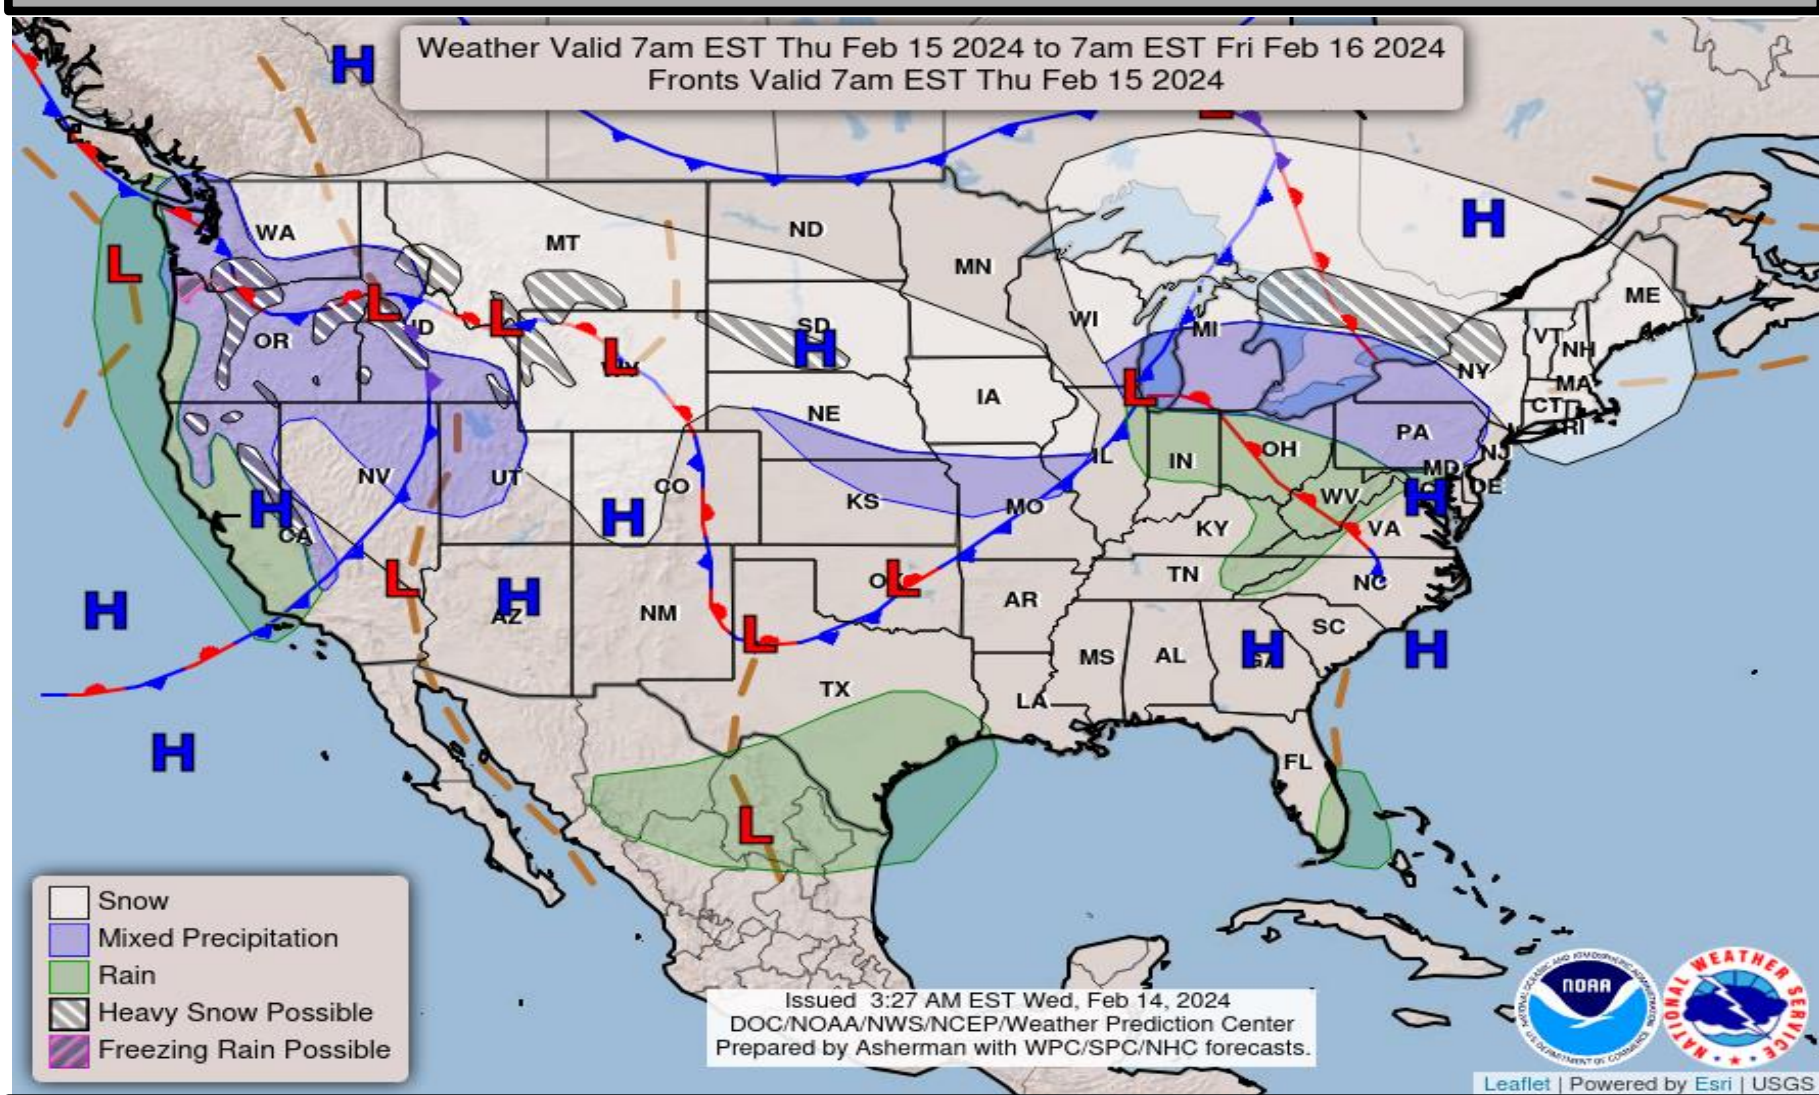 Weather Valid 7am EST Thu Feb 15 2024 to 7am EST Fri Feb 16 2024
Fronts Valid 7am EST Thu Feb 15 2024
H
L
H
WA
MT
ND
MN
WI
MI
ME
VT
NH
NY
MA
CT
RI
L
OR
L
ID
L
L
SD
H
IA
NE
L
IL
IN
OH
PA
NJ
MD
DE
H
NV
UT
CO
KS
MO
KY
WV
VA
H
CA
H
H
L
H
AZ
NM
L
OK
L
AR
TN
NC
SC
H
GA
H
MS
AL
LA
TX
L
FL
H
L
Snow
Mixed Precipitation
Rain
Heavy Snow Possible
Freezing Rain Possible
Issued 3:27 AM EST Wed, Feb 14, 2024
DOC/NOAA/NWS/NCEP/Weather Prediction Center
Prepared by Asherman with WPC/SPC/NHC forecasts.
NOAA
NATIONAL WEATHER SERVICE
Leaflet | Powered by Esri | USGS